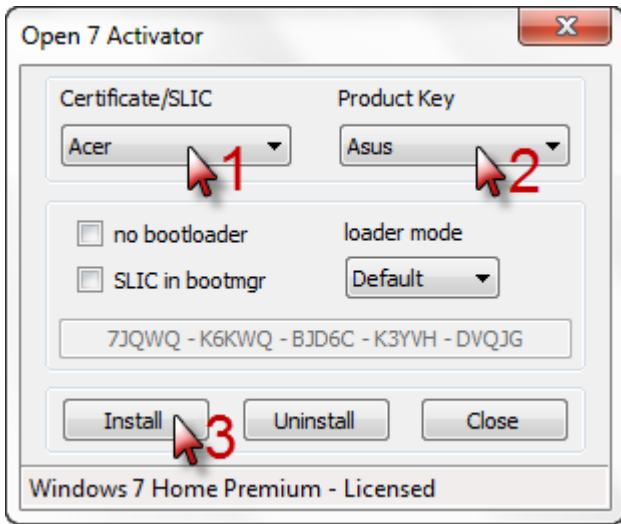 Open 7 Activator
Certificate/SLIC Product Key
Acer Asus
1 2
no bootloader loader mode
SLIC in bootmgr Default
7JQWQ - K6KWQ - BJD6C - K3YVH - DVQJG
Install Uninstall Close
3
Windows 7 Home Premium - Licensed